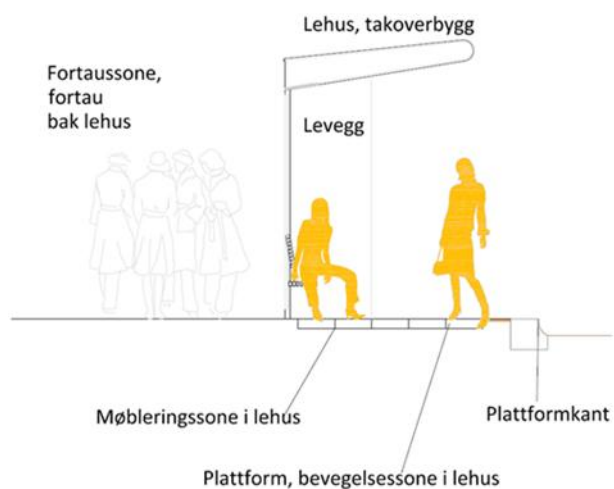 Lehus, takoverbygg
Fortaussone,
fortau
bak lehus
Levegg
Møbleringssone i lehus
Plattformkant
Plattform, bevegelsessone i lehus